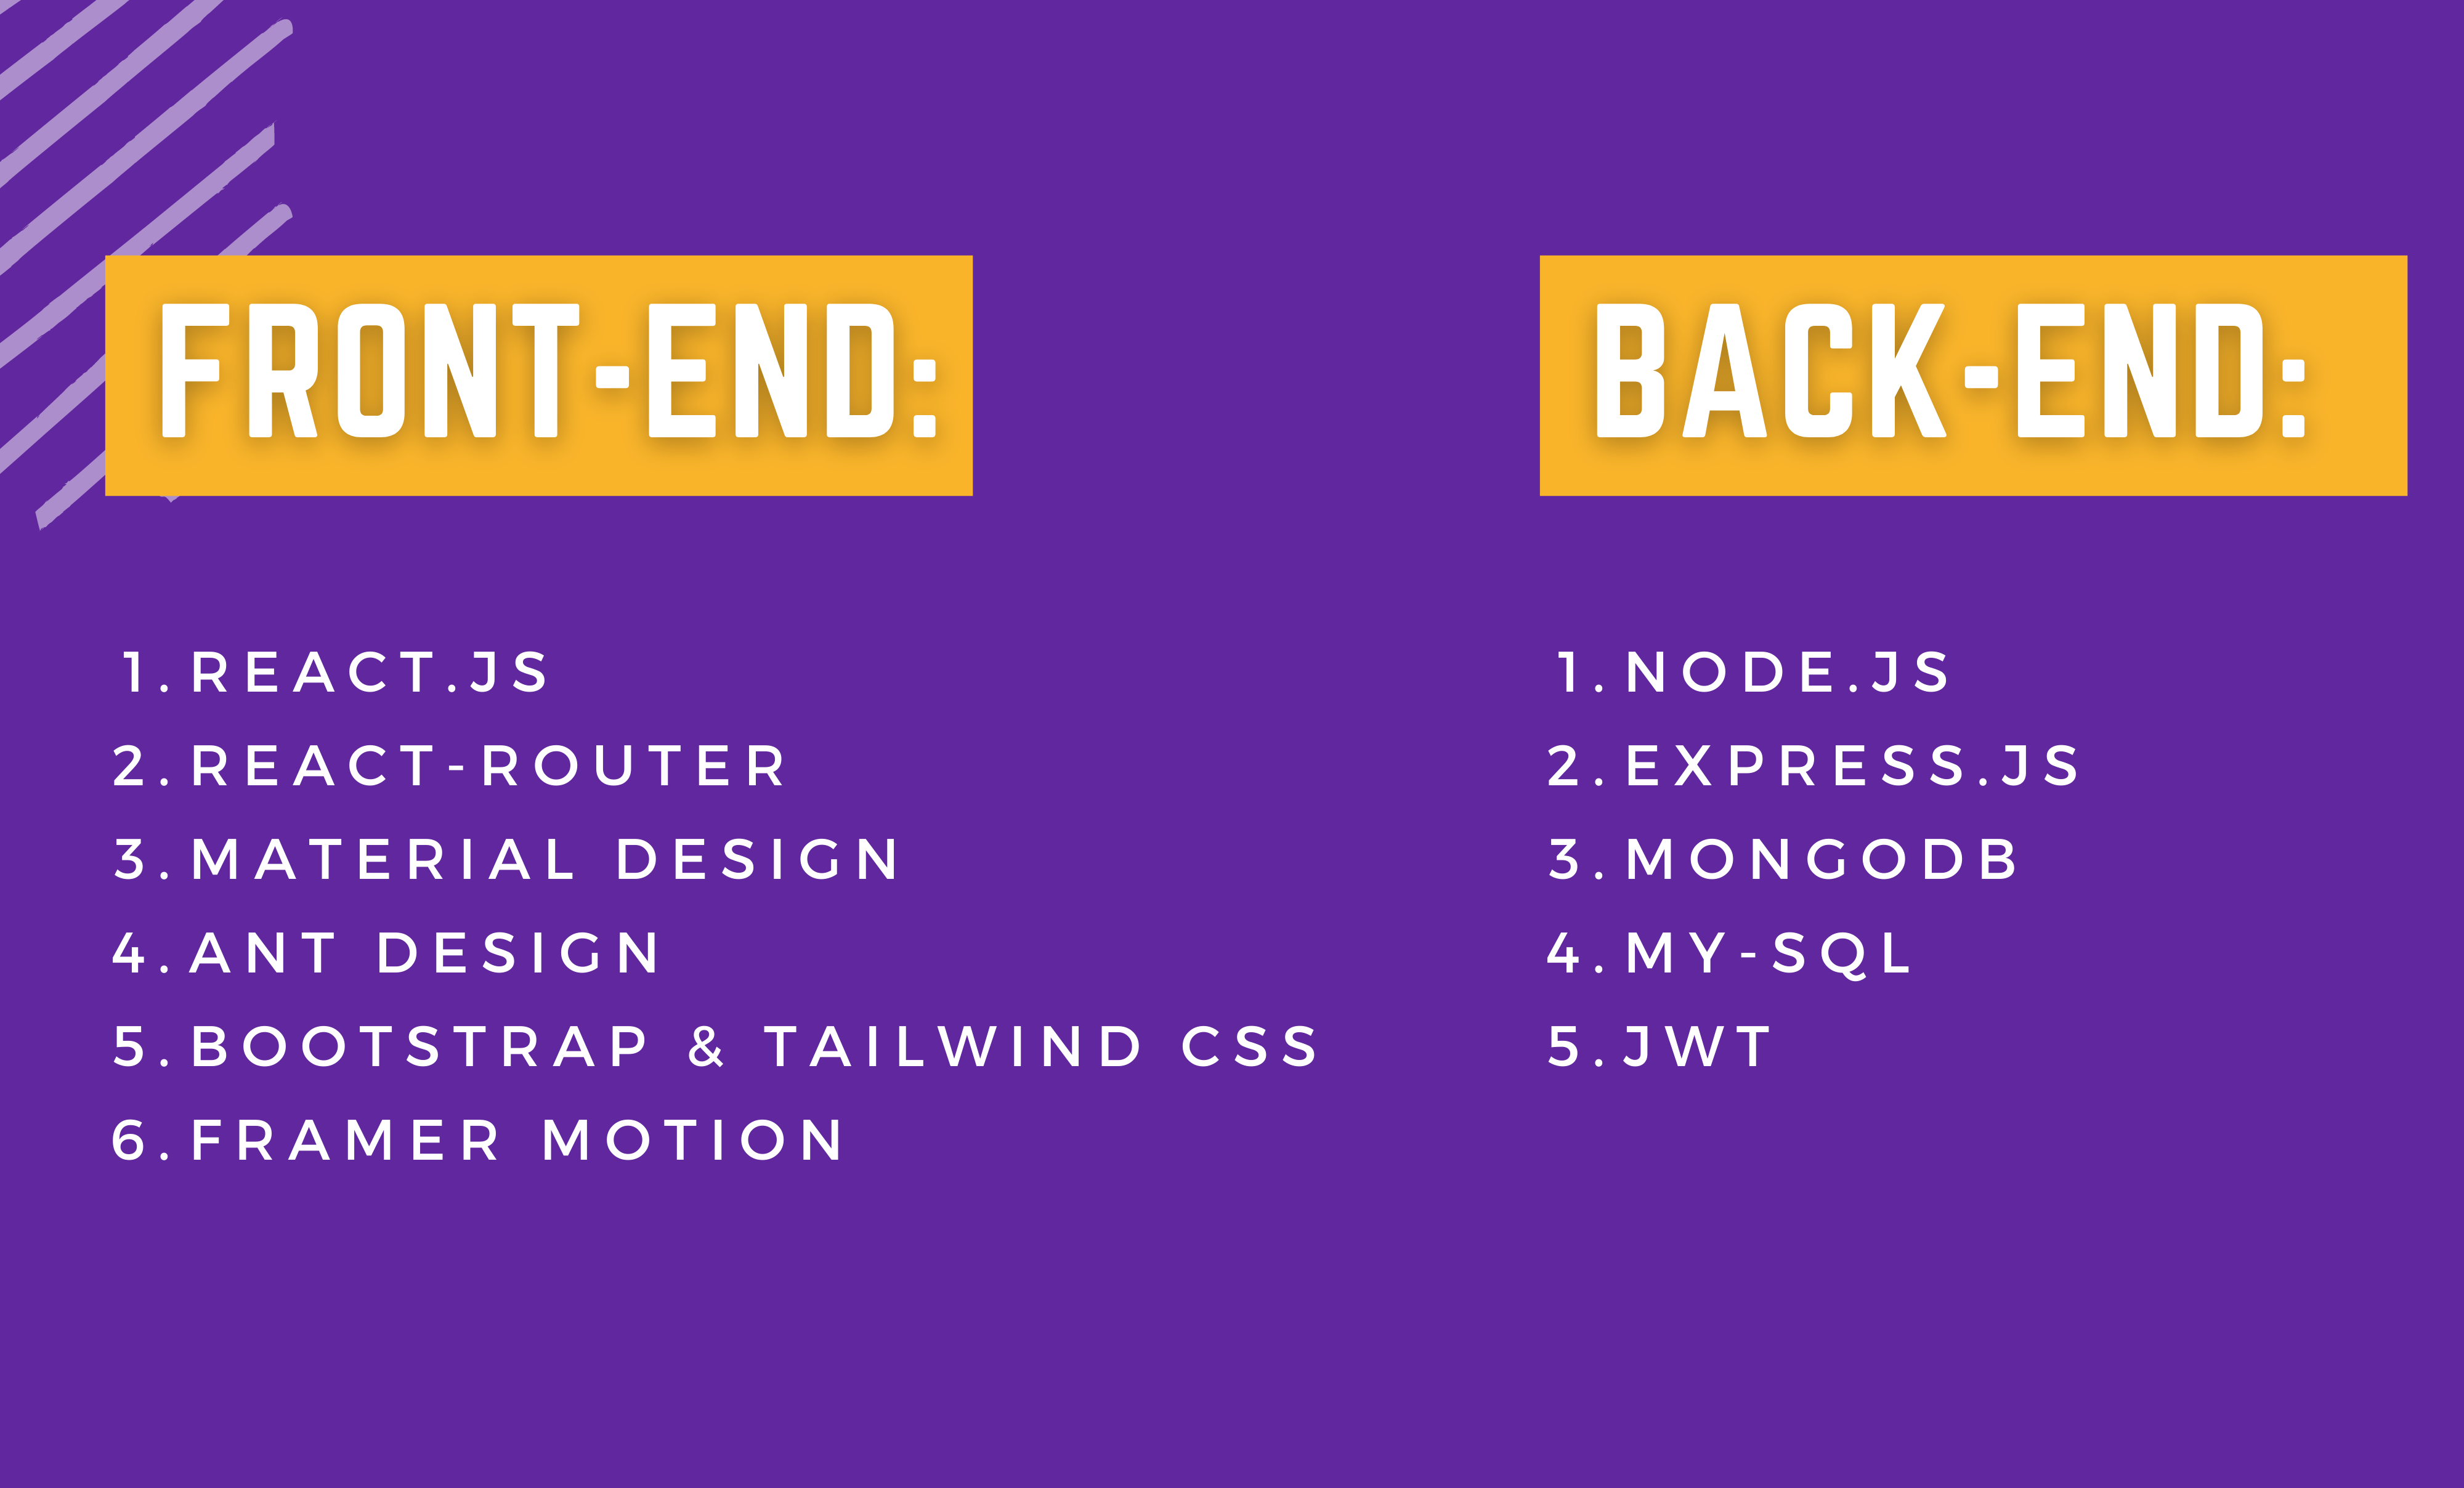 FRONT-END:
1. REACT.JS
2. REACT-ROUTER
3. MATERIAL DESIGN
4. ANT DESIGN
5. BOOTSTRAP & TAILWIND CSS
6. FRAMER MOTION
BACK-END:
1. NODE.JS
2. EXPRESS.JS
3. MONGODB
4. MY-SQL
5. JWT